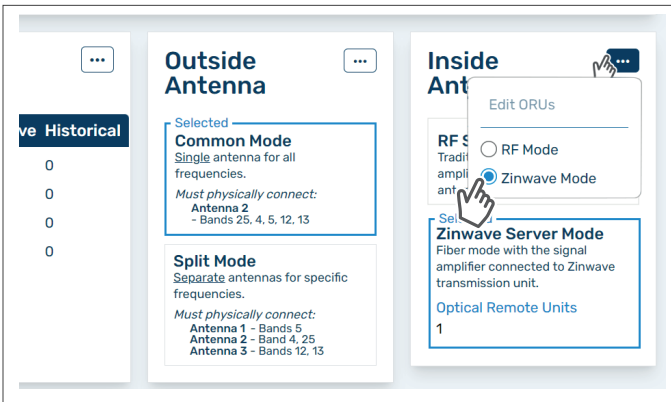 ve Historical
0
0
0
0
Outside
Antenna
Selected
Common Mode
Single antenna for all
frequencies.
Must physically connect:
Antenna 2
- Bands 25, 4, 5, 12, 13
Split Mode
Separate antennas for specific
frequencies.
Must physically connect:
Antenna 1 - Bands 5
Antenna 2 - Band 4, 25
Antenna 3 - Bands 12, 13
Inside
Ant
Edit ORUs
RF Mode
Zinwave Mode
RF S
Tradit
ampli
ant
Sel
Zinwave Server Mode
Fiber mode with the signal
amplifier connected to Zinwave
transmission unit.
Optical Remote Units
1